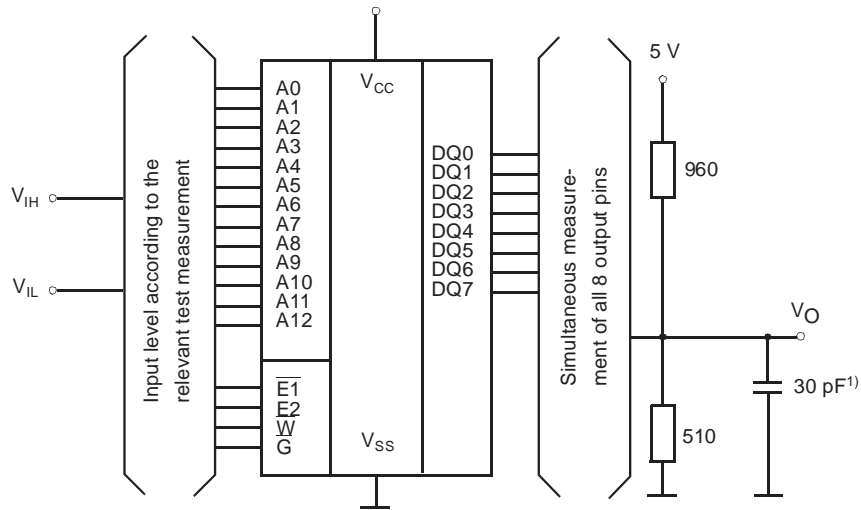 V_IH
V_IL
Input level according to the
relevant test measurement
A0
A1
A2
A3
A4
A5
A6
A7
A8
A9
A10
A11
A12
E̅1̅
E2
W̅
G̅
V_CC
V_SS
DQ0
DQ1
DQ2
DQ3
DQ4
DQ5
DQ6
DQ7
Simultaneous measure-
ment of all 8 output pins
5 V
960
V_O
30 pF¹⁾
510